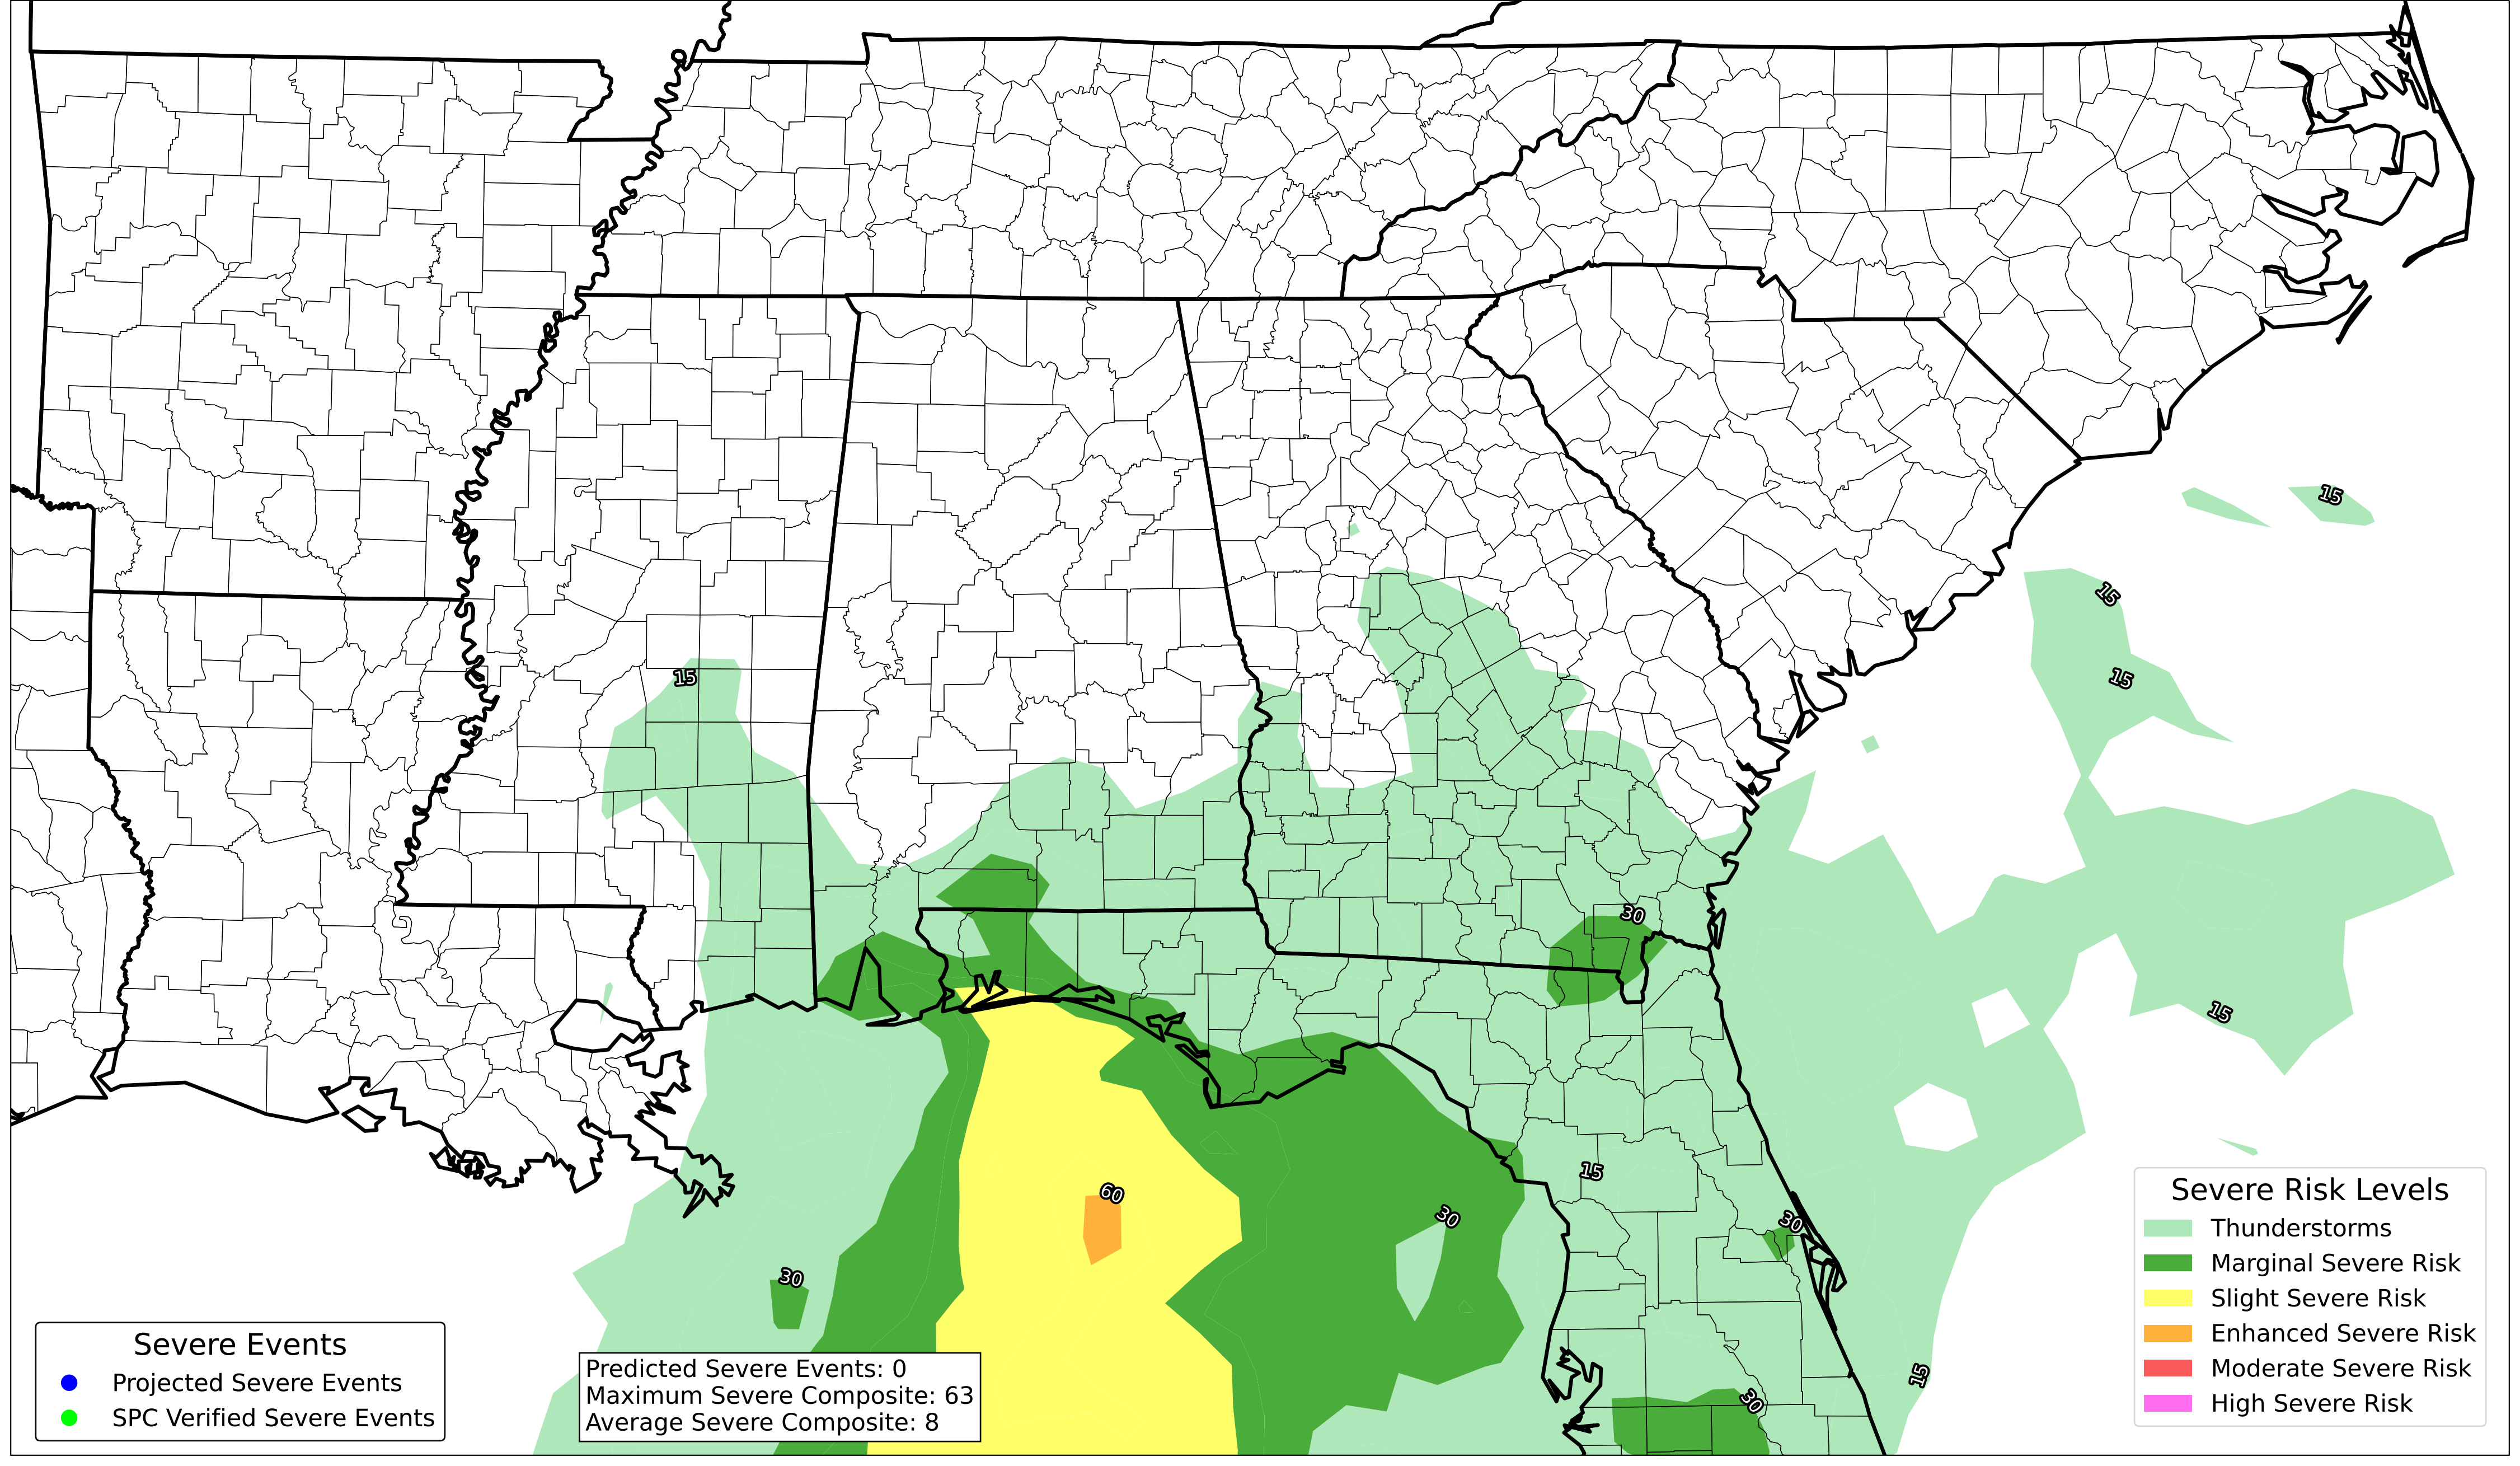 15
15
15
15
30
15
15
60
30
30
30
15
30
Severe Risk Levels
Thunderstorms
Marginal Severe Risk
Slight Severe Risk
Enhanced Severe Risk
Moderate Severe Risk
High Severe Risk
Severe Events
Projected Severe Events
SPC Verified Severe Events
Predicted Severe Events: 0
Maximum Severe Composite: 63
Average Severe Composite: 8